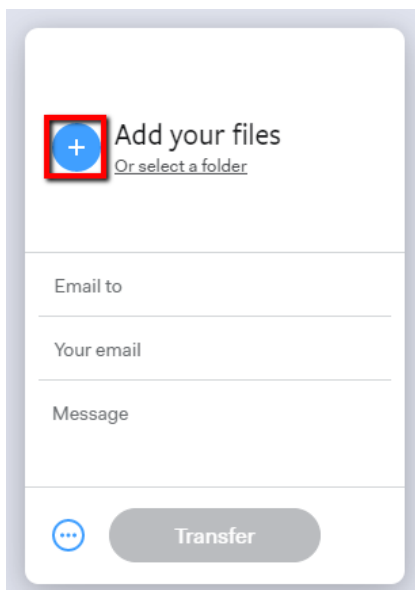 Add your files
Or select a folder
Email to
Your email
Message
Transfer